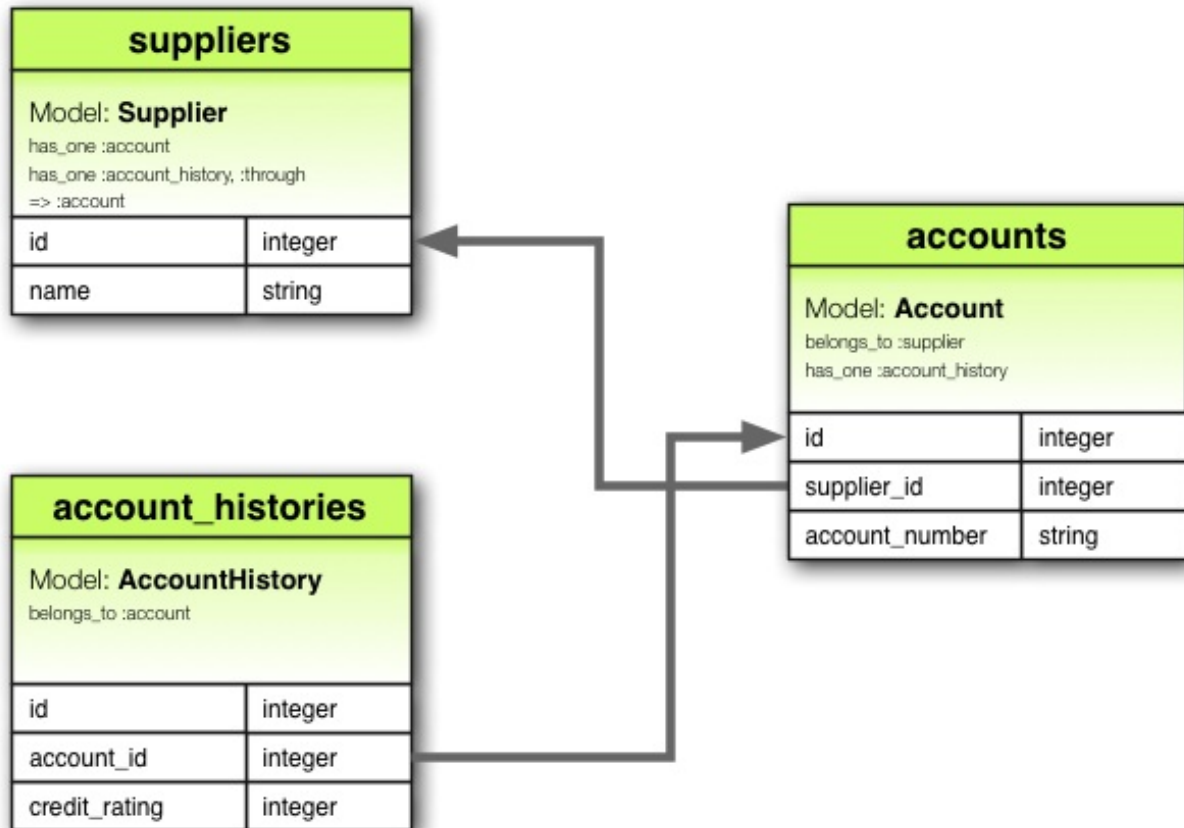 suppliers
Model: Supplier
has_one :account
has_one :account_history, :through
=> :account
id integer
name string
accounts
Model: Account
belongs_to :supplier
has_one :account_history
id integer
supplier_id integer
account_number string
account_histories
Model: AccountHistory
belongs_to :account
id integer
account_id integer
credit_rating integer